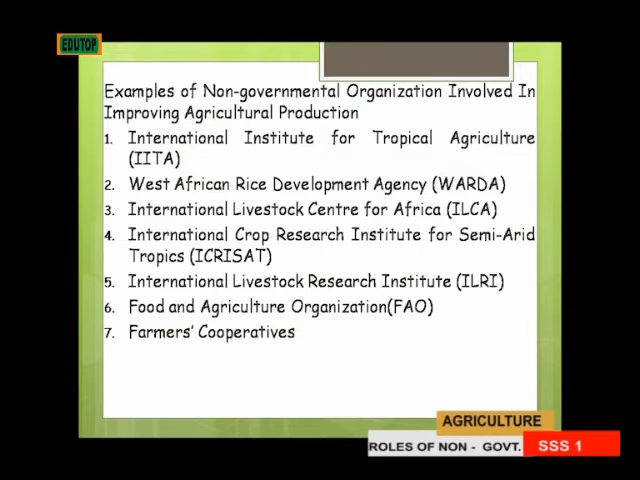 EDUTOP
Examples of Non-governmental Organization Involved In
Improving Agricultural Production
1. International Institute for Tropical Agriculture
(IITA)
2. West African Rice Development Agency (WARDA)
3. International Livestock Centre for Africa (ILCA)
4. International Crop Research Institute for Semi-Arid
Tropics (ICRISAT)
5. International Livestock Research Institute (ILRI)
6. Food and Agriculture Organization(FAO)
7. Farmers' Cooperatives
AGRICULTURE
ROLES OF NON - GOVT. SSS 1